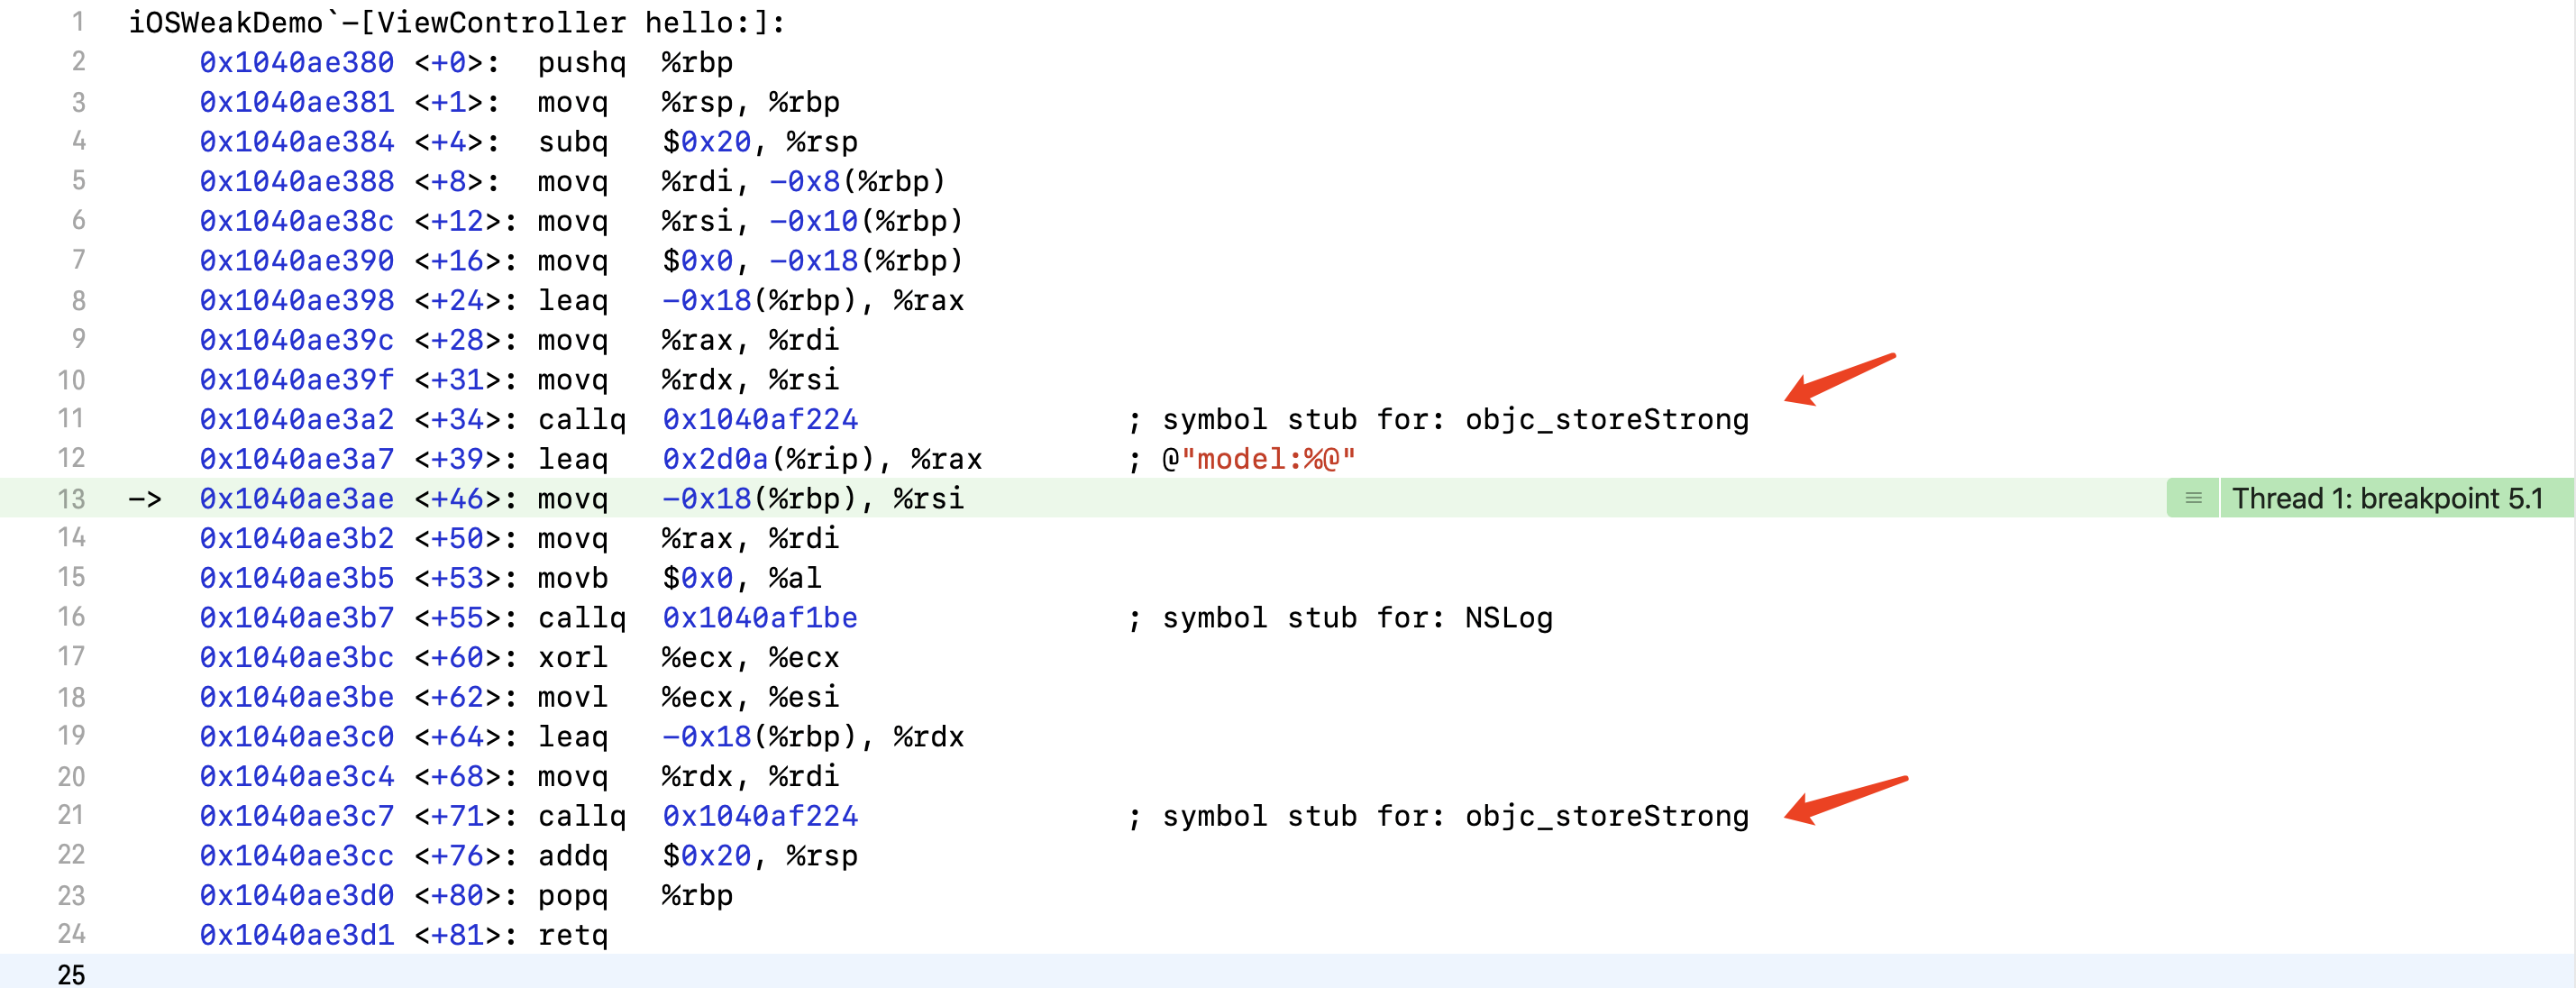 1 iOSWeakDemo`-[ViewController hello:]:
2 0x1040ae380 <+0>: pushq %rbp
3 0x1040ae381 <+1>: movq %rsp, %rbp
4 0x1040ae384 <+4>: subq $0x20, %rsp
5 0x1040ae388 <+8>: movq %rdi, -0x8(%rbp)
6 0x1040ae38c <+12>: movq %rsi, -0x10(%rbp)
7 0x1040ae390 <+16>: movq $0x0, -0x18(%rbp)
8 0x1040ae398 <+24>: leaq -0x18(%rbp), %rax
9 0x1040ae39c <+28>: movq %rax, %rdi
10 0x1040ae39f <+31>: movq %rdx, %rsi
11 0x1040ae3a2 <+34>: callq 0x1040af224 ; symbol stub for: objc_storeStrong
12 0x1040ae3a7 <+39>: leaq 0x2d0a(%rip), %rax ; @"model:%@"
13 -> 0x1040ae3ae <+46>: movq -0x18(%rbp), %rsi Thread 1: breakpoint 5.1
14 0x1040ae3b2 <+50>: movq %rax, %rdi
15 0x1040ae3b5 <+53>: movb $0x0, %al
16 0x1040ae3b7 <+55>: callq 0x1040af1be ; symbol stub for: NSLog
17 0x1040ae3bc <+60>: xorl %ecx, %ecx
18 0x1040ae3be <+62>: movl %ecx, %esi
19 0x1040ae3c0 <+64>: leaq -0x18(%rbp), %rdx
20 0x1040ae3c4 <+68>: movq %rdx, %rdi
21 0x1040ae3c7 <+71>: callq 0x1040af224 ; symbol stub for: objc_storeStrong
22 0x1040ae3cc <+76>: addq $0x20, %rsp
23 0x1040ae3d0 <+80>: popq %rbp
24 0x1040ae3d1 <+81>: retq
25